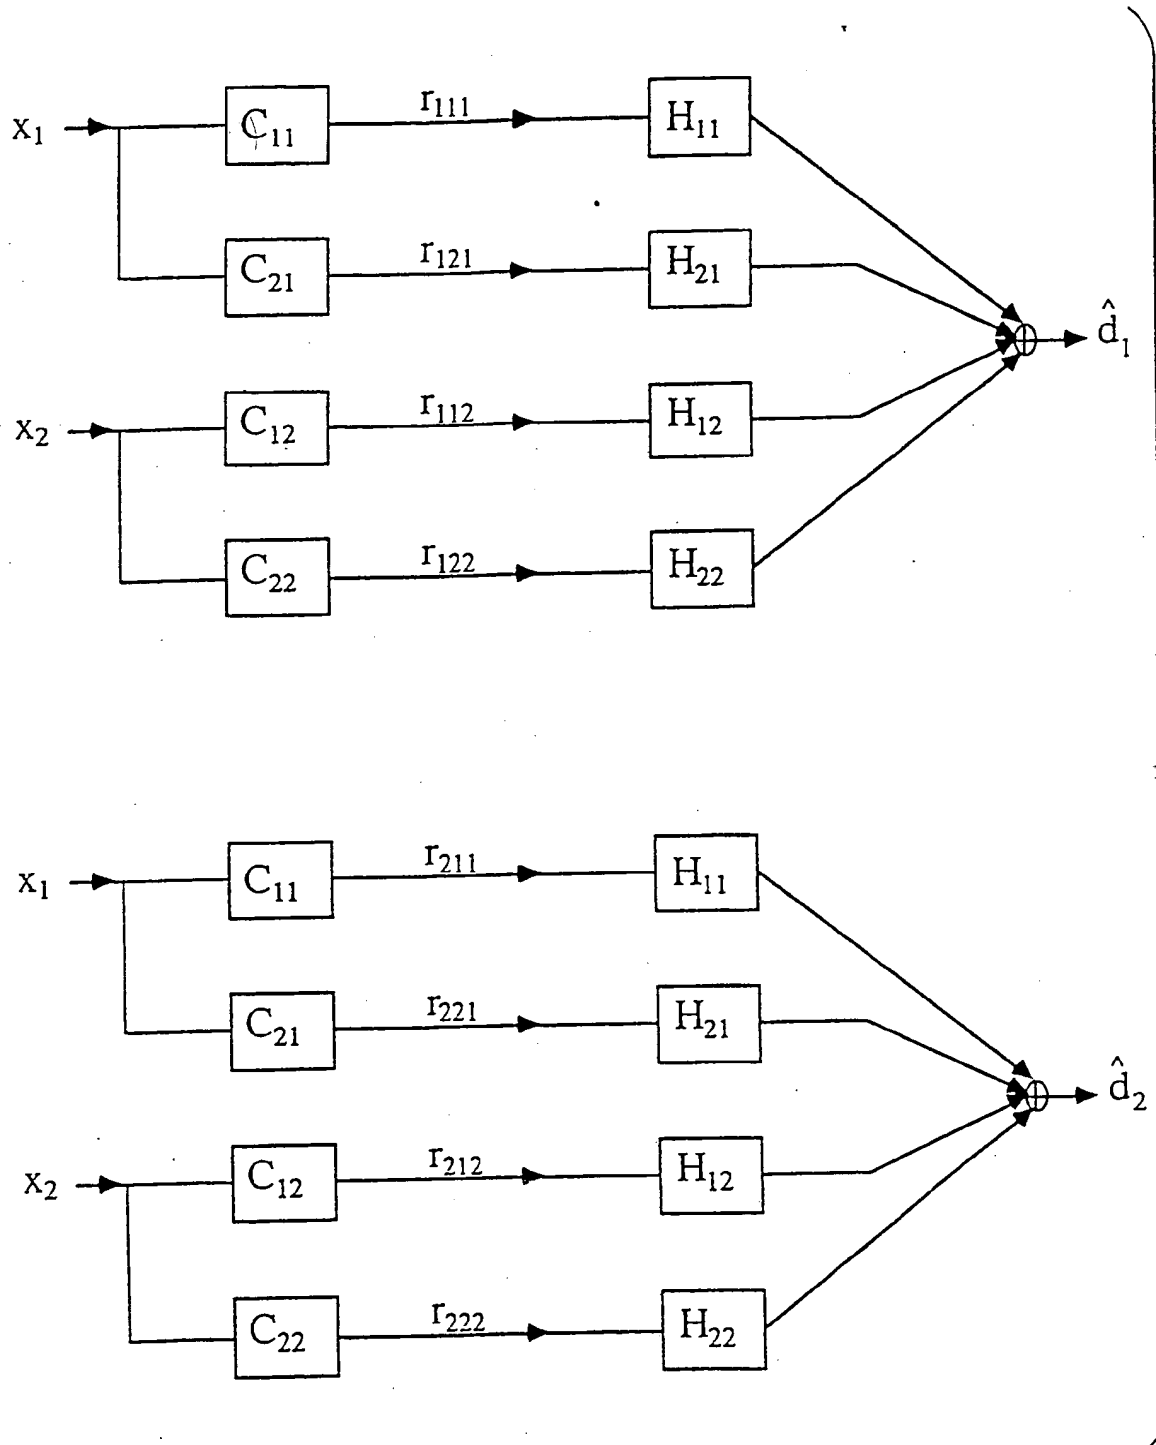 x₁ C₁₁ r₁₁₁ H₁₁
C₂₁ r₁₂₁ H₂₁
d̂₁
x₂ C₁₂ r₁₁₂ H₁₂
C₂₂ r₁₂₂ H₂₂
x₁ C₁₁ r₂₁₁ H₁₁
C₂₁ r₂₂₁ H₂₁
d̂₂
x₂ C₁₂ r₂₁₂ H₁₂
C₂₂ r₂₂₂ H₂₂